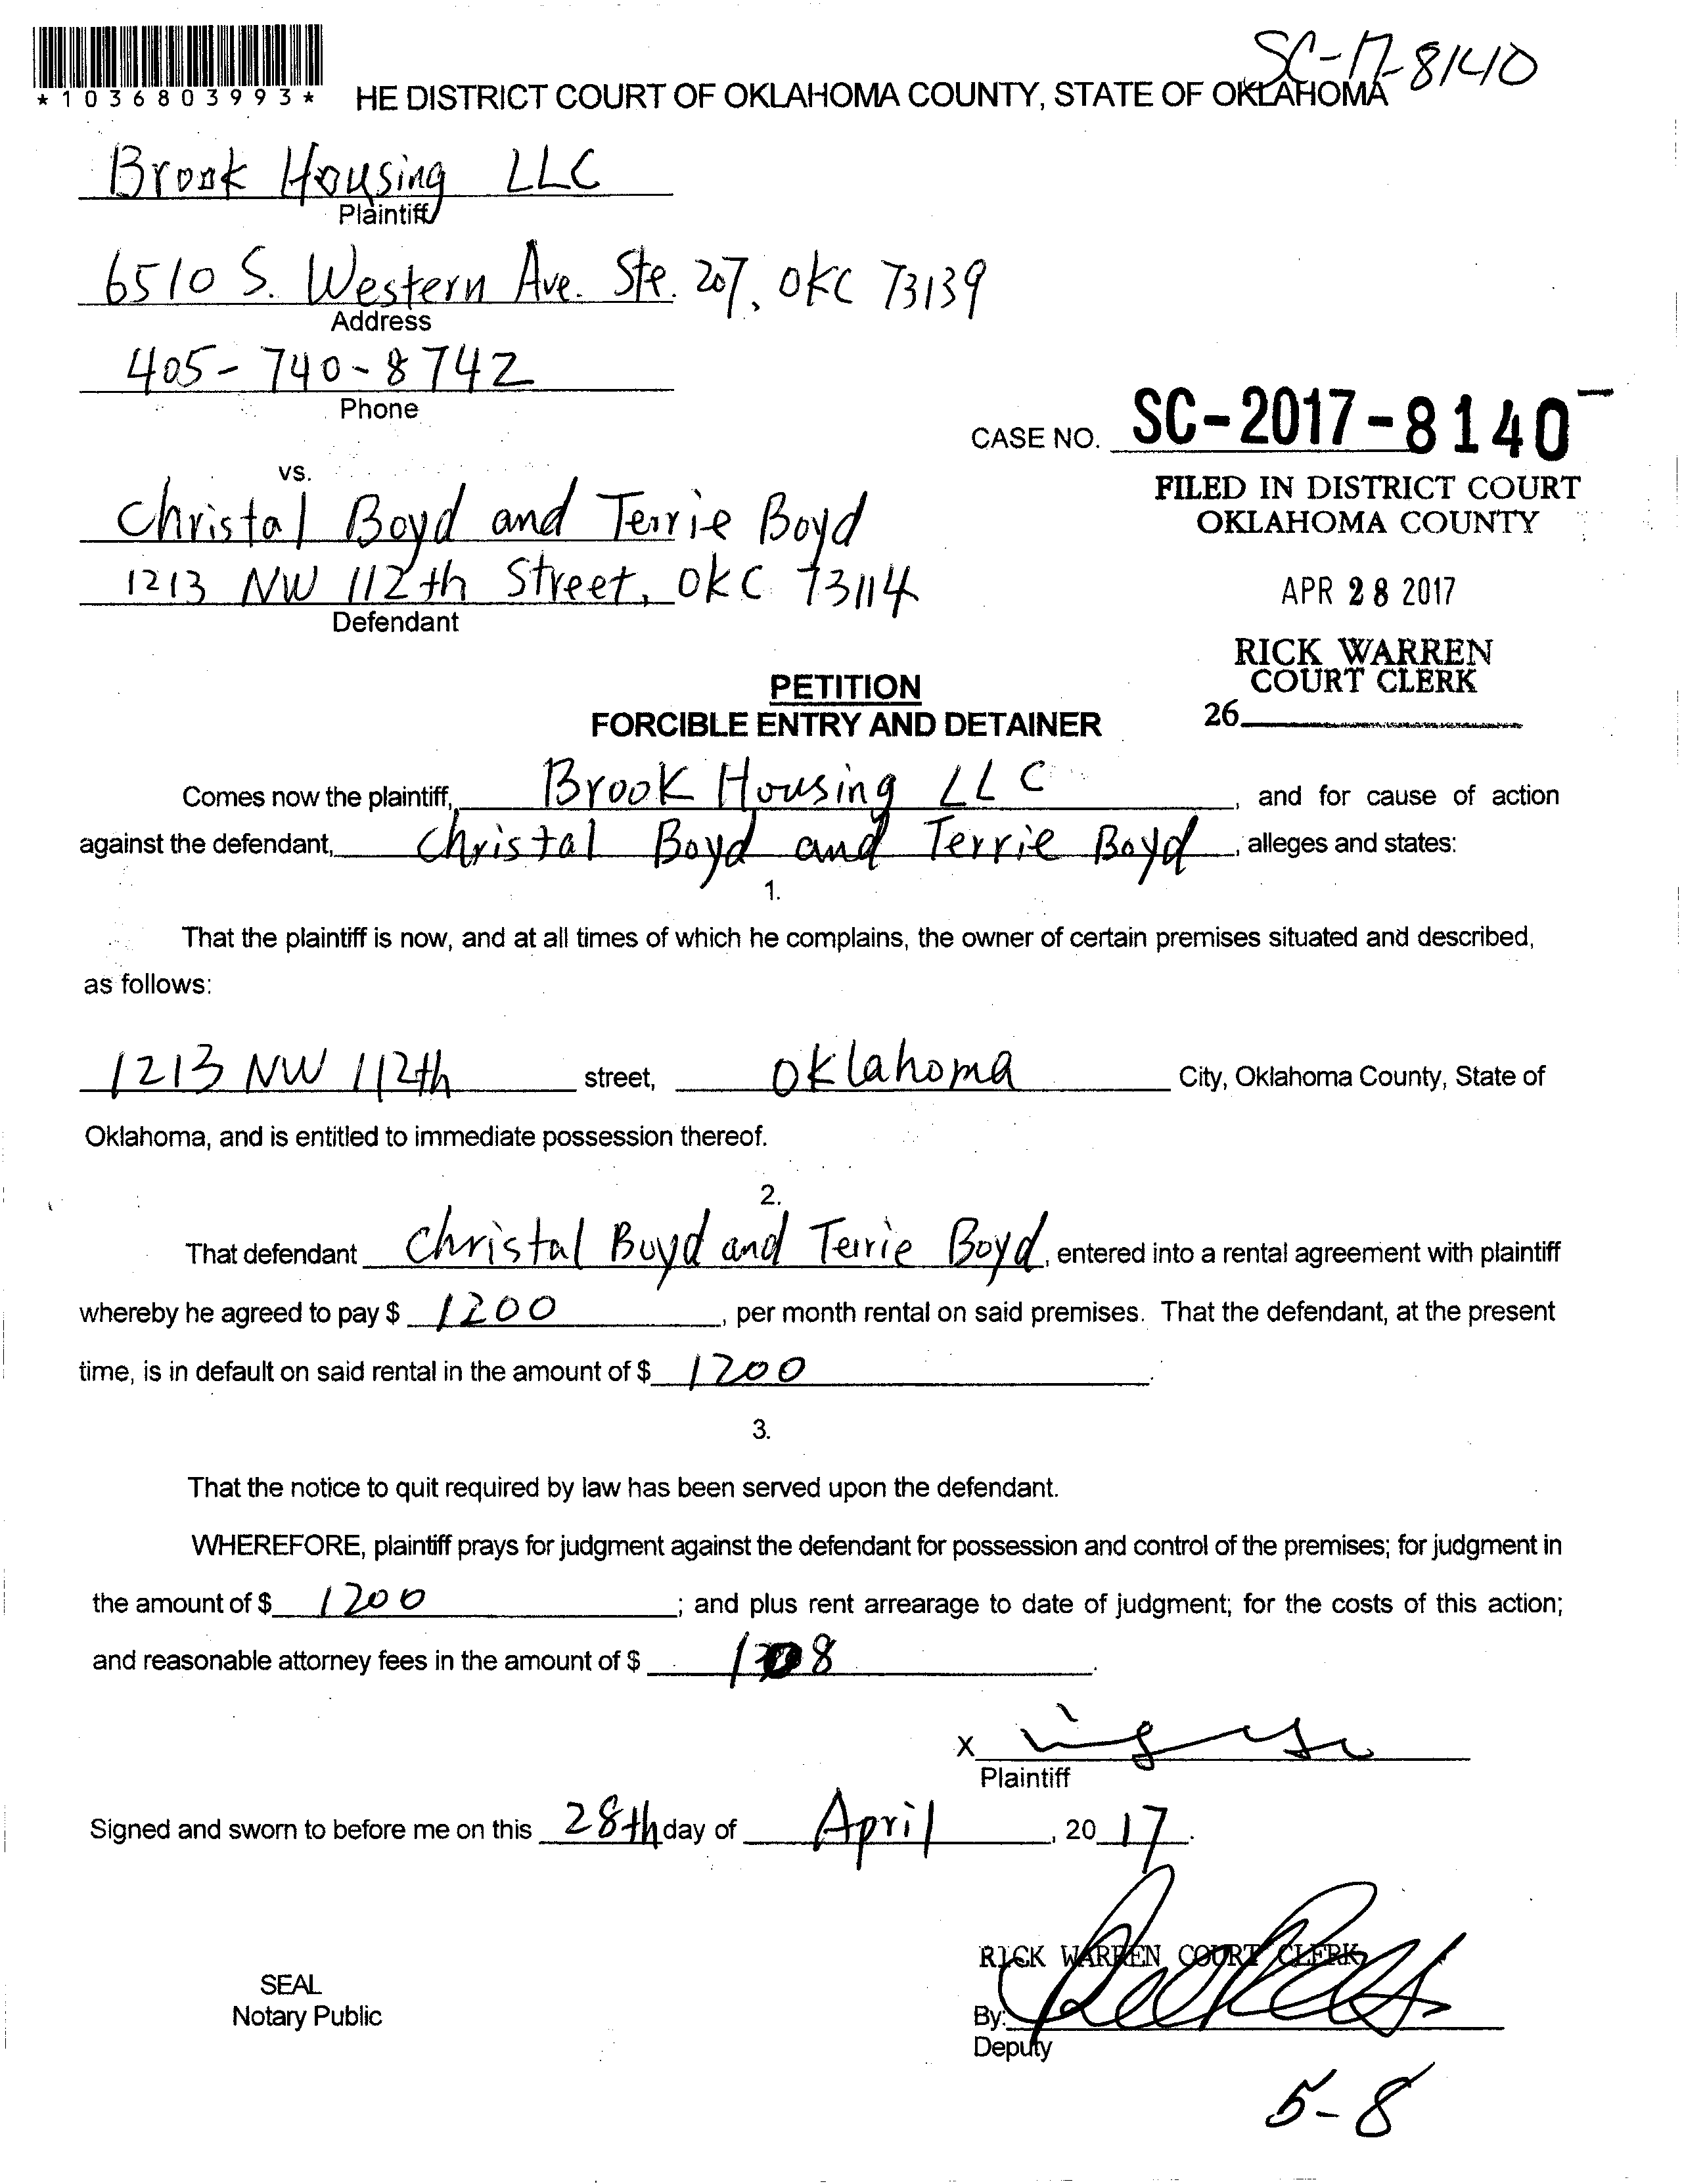 SC-17-8140
*1036803993*
HE DISTRICT COURT OF OKLAHOMA COUNTY, STATE OF OKLAHOMA
Brook Housing LLC
Plaintiff
6510 S. Western Ave. Ste. 207, OKC 73139
Address
405-740-8742
Phone
CASE NO. SC-2017-8140
vs.
FILED IN DISTRICT COURT
OKLAHOMA COUNTY
Christal Boyd and Terrie Boyd
1213 NW 112th Street, OKC 73114
Defendant
APR 28 2017
RICK WARREN
COURT CLERK
26
PETITION
FORCIBLE ENTRY AND DETAINER
Comes now the plaintiff, Brook Housing LLC, and for cause of action
against the defendant, Christal Boyd and Terrie Boyd, alleges and states:
1.
That the plaintiff is now, and at all times of which he complains, the owner of certain premises situated and described,
as follows:
1213 NW 112th street, Oklahoma City, Oklahoma County, State of
Oklahoma, and is entitled to immediate possession thereof.
2.
That defendant Christal Boyd and Terrie Boyd, entered into a rental agreement with plaintiff
whereby he agreed to pay $ 1200, per month rental on said premises. That the defendant, at the present
time, is in default on said rental in the amount of $ 1200.
3.
That the notice to quit required by law has been served upon the defendant.
WHEREFORE, plaintiff prays for judgment against the defendant for possession and control of the premises; for judgment in
the amount of $ 1200; and plus rent arrearage to date of judgment; for the costs of this action;
and reasonable attorney fees in the amount of $
X
Plaintiff
Signed and sworn to before me on this 28th day of April, 2017.
RICK WARREN COURT CLERK
SEAL
Notary Public
By:
Deputy
5-8